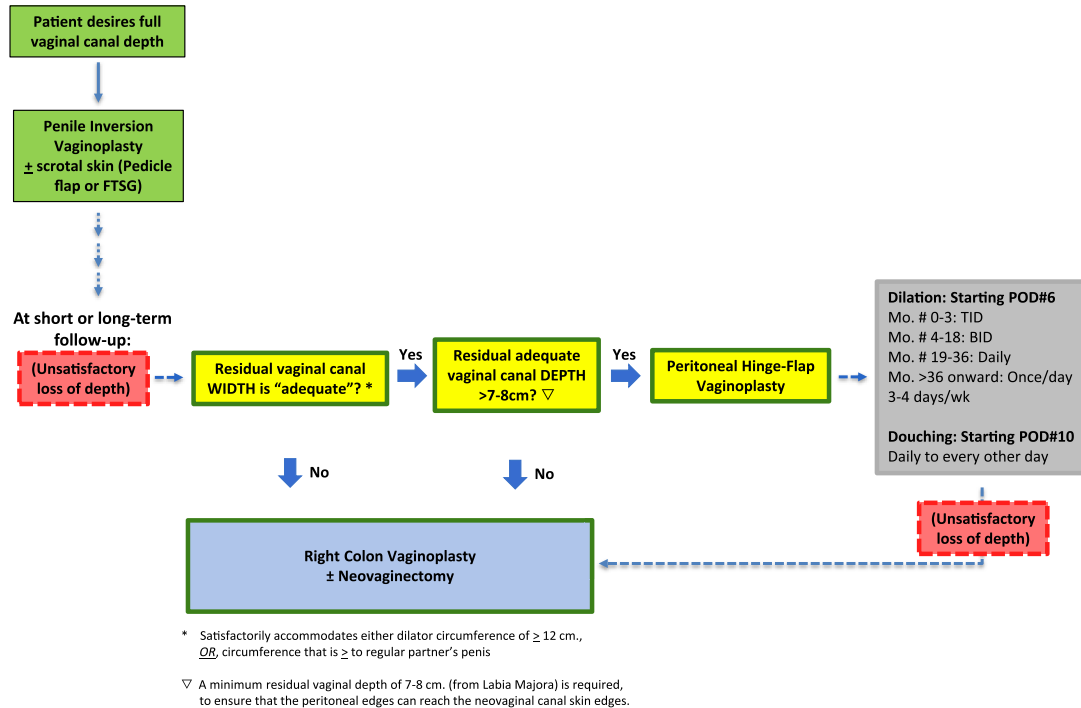 Patient desires full
vaginal canal depth
Penile Inversion
Vaginoplasty
± scrotal skin (Pedicle
flap or FTSG)
At short or long-term
follow-up:
(Unsatisfactory
loss of depth)
Residual vaginal canal
WIDTH is “adequate”? *
Yes
Residual adequate
vaginal canal DEPTH
>7-8cm? ▽
Yes
Peritoneal Hinge-Flap
Vaginoplasty
Dilation: Starting POD#6
Mo. # 0-3: TID
Mo. # 4-18: BID
Mo. # 19-36: Daily
Mo. >36 onward: Once/day
3-4 days/wk
Douching: Starting POD#10
Daily to every other day
No
No
(Unsatisfactory
loss of depth)
Right Colon Vaginoplasty
± Neovaginectomy
* Satisfactorily accommodates either dilator circumference of ≥ 12 cm.,
OR, circumference that is ≥ to regular partner’s penis
▽ A minimum residual vaginal depth of 7-8 cm. (from Labia Majora) is required,
to ensure that the peritoneal edges can reach the neovaginal canal skin edges.